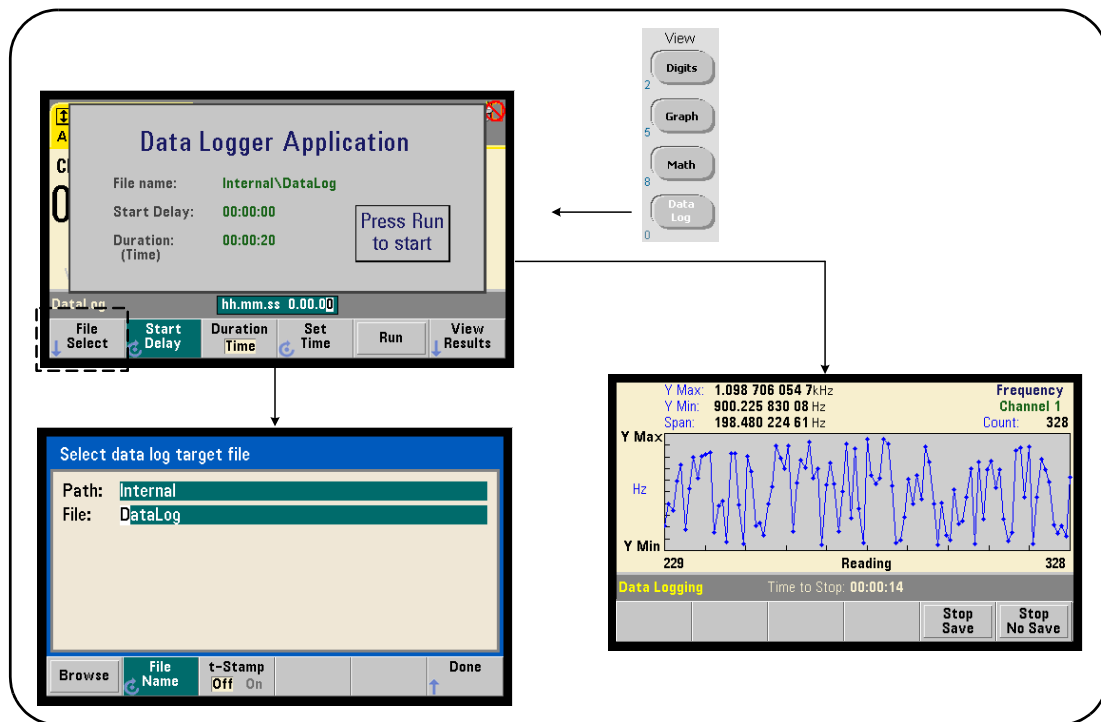 View
Digits
2
Graph
5
Math
8
Data
Log
0
A
Cl
0
Data Logger Application
File name: Internal\DataLog
Start Delay: 00:00:00
Duration: 00:00:20
(Time)
Press Run
to start
DataLog
hh.mm.ss 0.00.00
File
Select
Start
Delay
Duration
Time
Set
Time
Run
View
Results
Select data log target file
Path: Internal
File: DataLog
Browse
File
Name
t-Stamp
Off On
Done
Y Max: 1.098 706 054 7kHz
Frequency
Y Min: 900.225 830 08 Hz
Channel 1
Span: 198.480 224 61 Hz
Count: 328
Y Max
Hz
Y Min
229 Reading 328
Data Logging Time to Stop: 00:00:14
Stop
Save
Stop
No Save